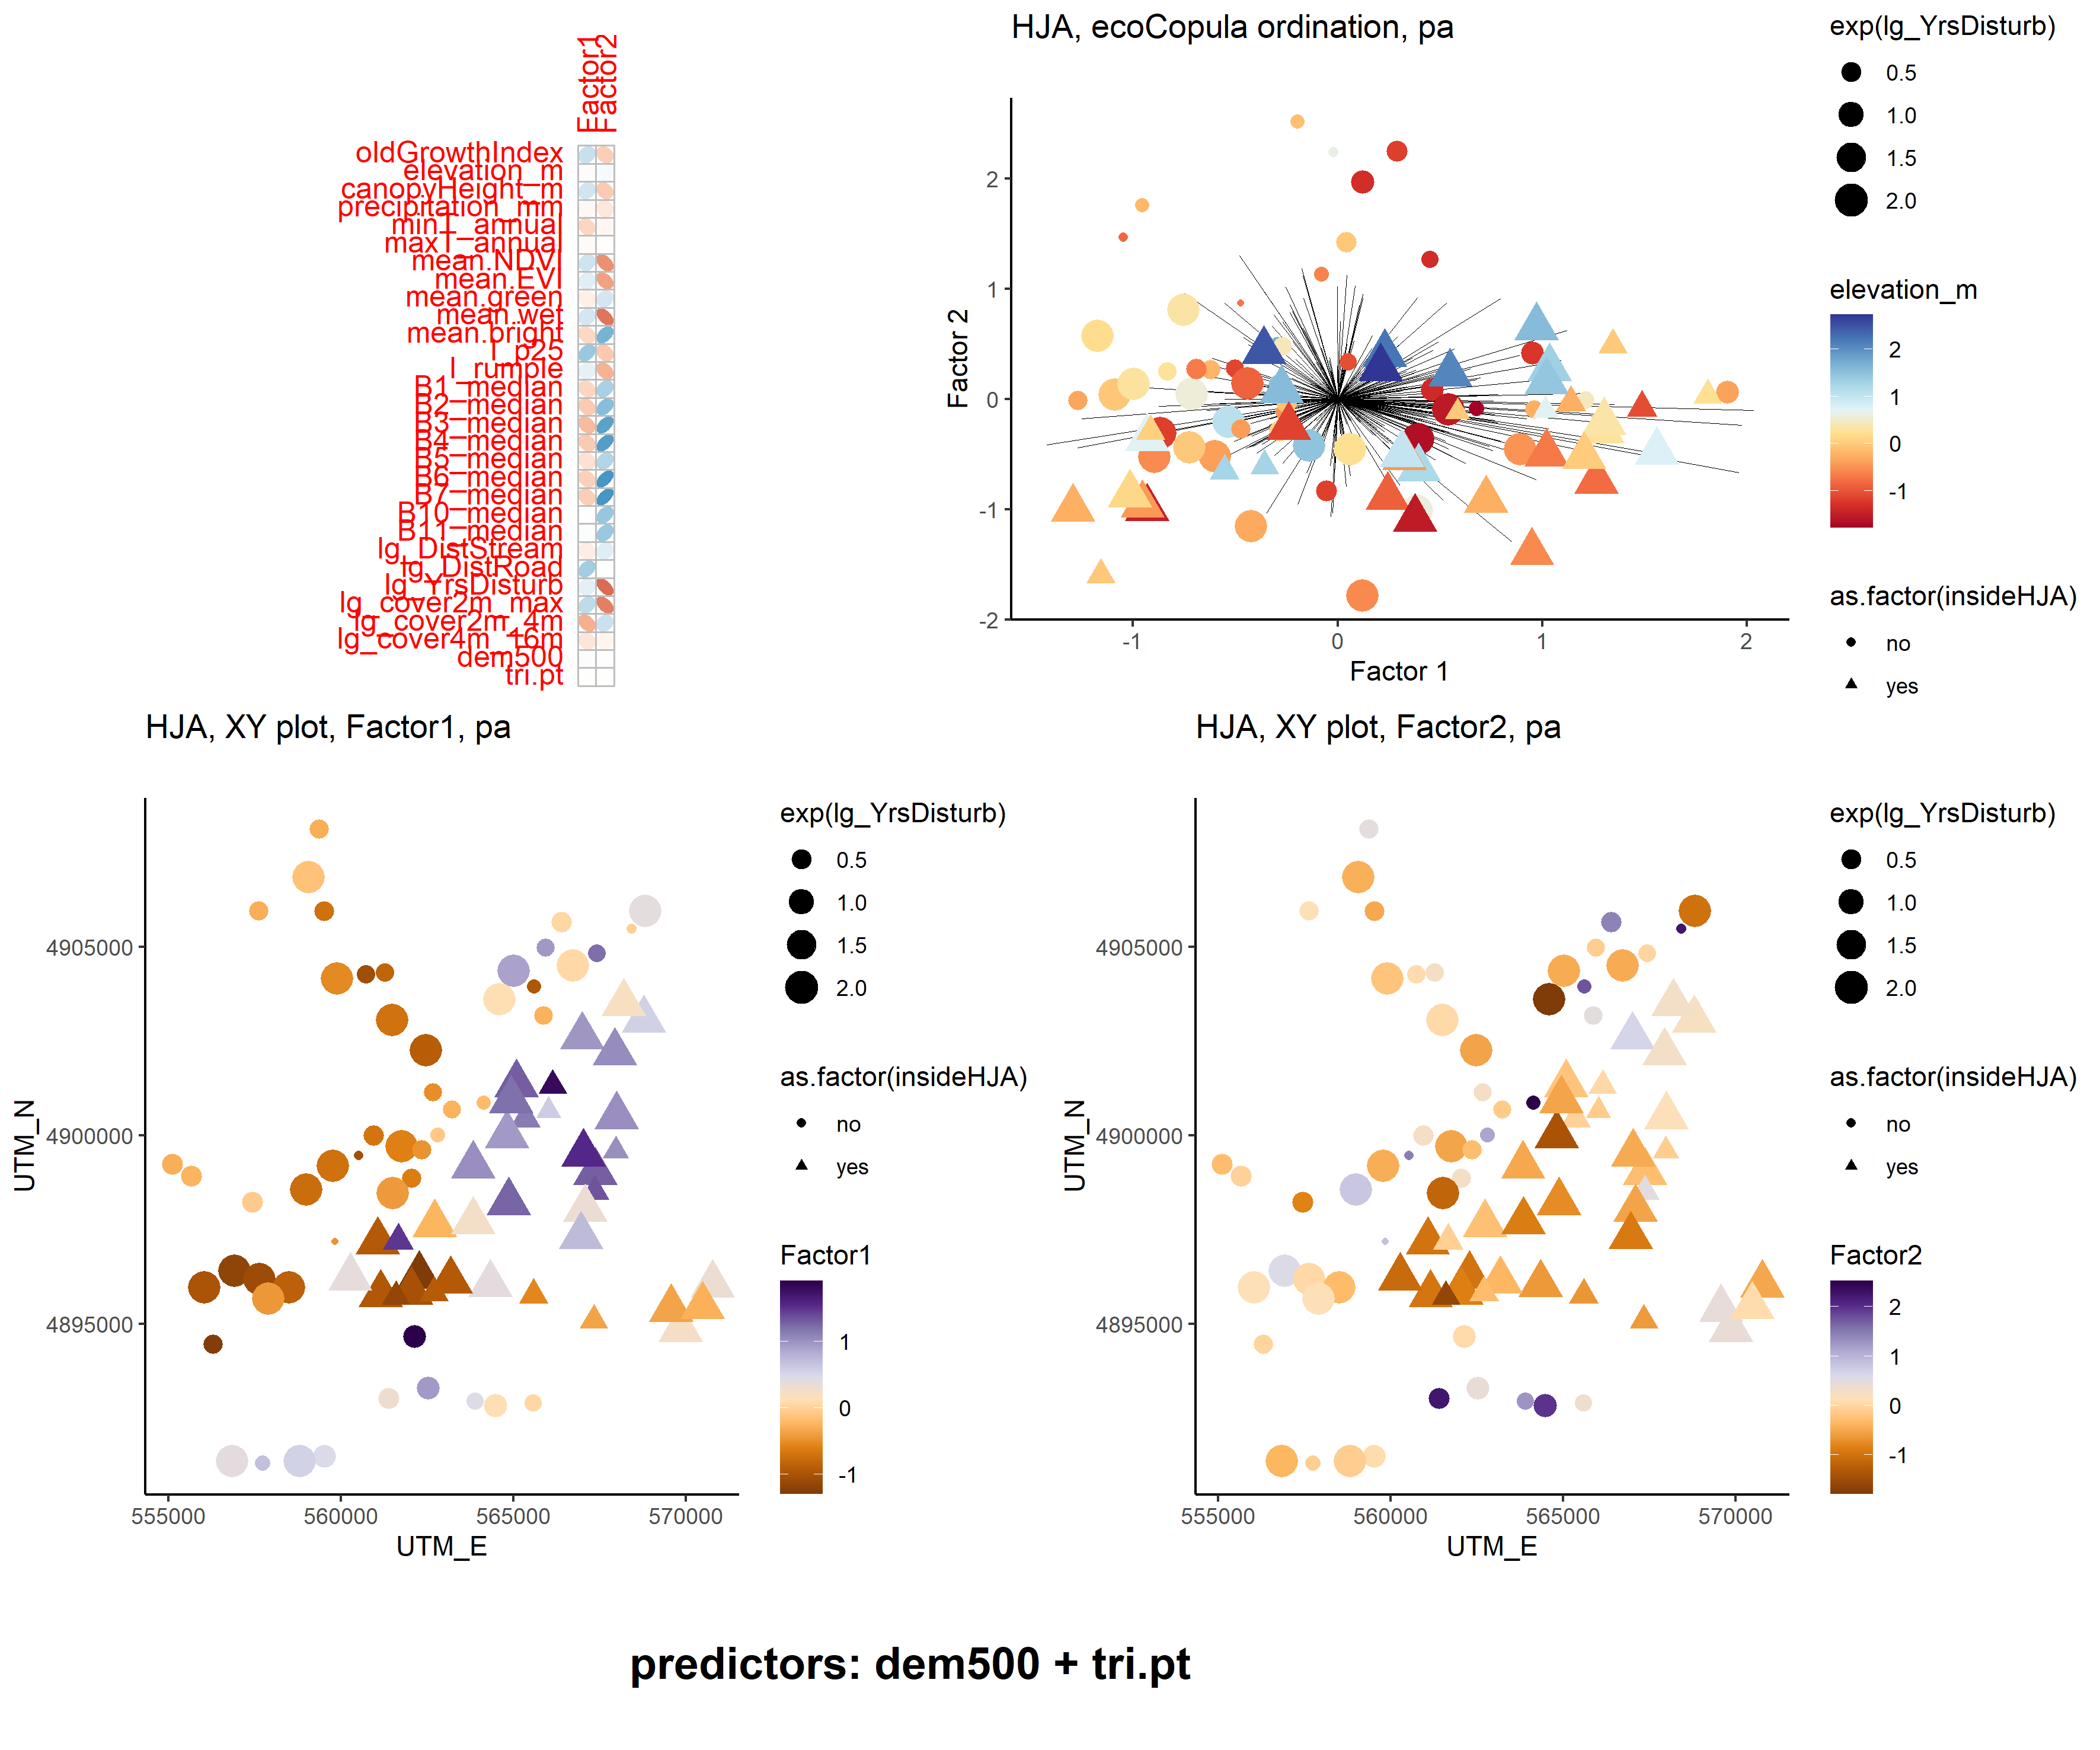 Factor1
Factor2
oldGrowthIndex
elevation_m
canopyHeight_m
precipitation_mm
minT_annual
maxT_annual
mean.NDVI
mean.EVI
mean.green
mean.wet
mean.bright
l_p25
l_rumple
B1_median
B2_median
B3_median
B4_median
B5_median
B6_median
B7_median
B10_median
B11_median
lg_DistStream
lg_DistRoad
lg_YrsDisturb
lg_cover2m_max
lg_cover2m_4m
lg_cover4m_16m
dem500
tri.pt
HJA, ecoCopula ordination, pa
Factor 2
2
1
0
-1
-2
-1
0
1
2
Factor 1
exp(lg_YrsDisturb)
0.5
1.0
1.5
2.0
elevation_m
2
1
0
-1
as.factor(insideHJA)
no
yes
HJA, XY plot, Factor1, pa
UTM_N
4905000
4900000
4895000
555000
560000
565000
570000
UTM_E
exp(lg_YrsDisturb)
0.5
1.0
1.5
2.0
as.factor(insideHJA)
no
yes
Factor1
1
0
-1
HJA, XY plot, Factor2, pa
UTM_N
4905000
4900000
4895000
555000
560000
565000
570000
UTM_E
exp(lg_YrsDisturb)
0.5
1.0
1.5
2.0
as.factor(insideHJA)
no
yes
Factor2
2
1
0
-1
predictors: dem500 + tri.pt